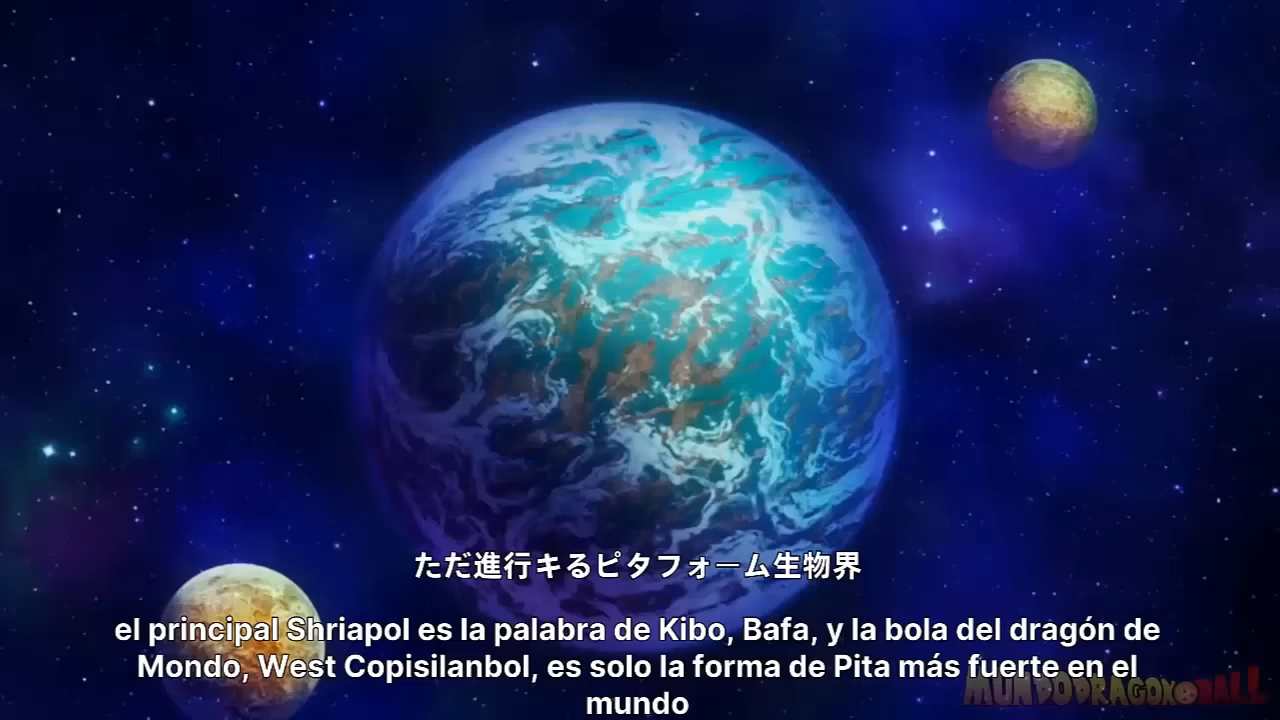 ただ進行キるピタフォーム生物界
el principal Shriapol es la palabra de Kibo, Bafa, y la bola del dragón de
Mondo, West Copisilanbol, es solo la forma de Pita más fuerte en el
mundo
MUNDODRAGONBALL